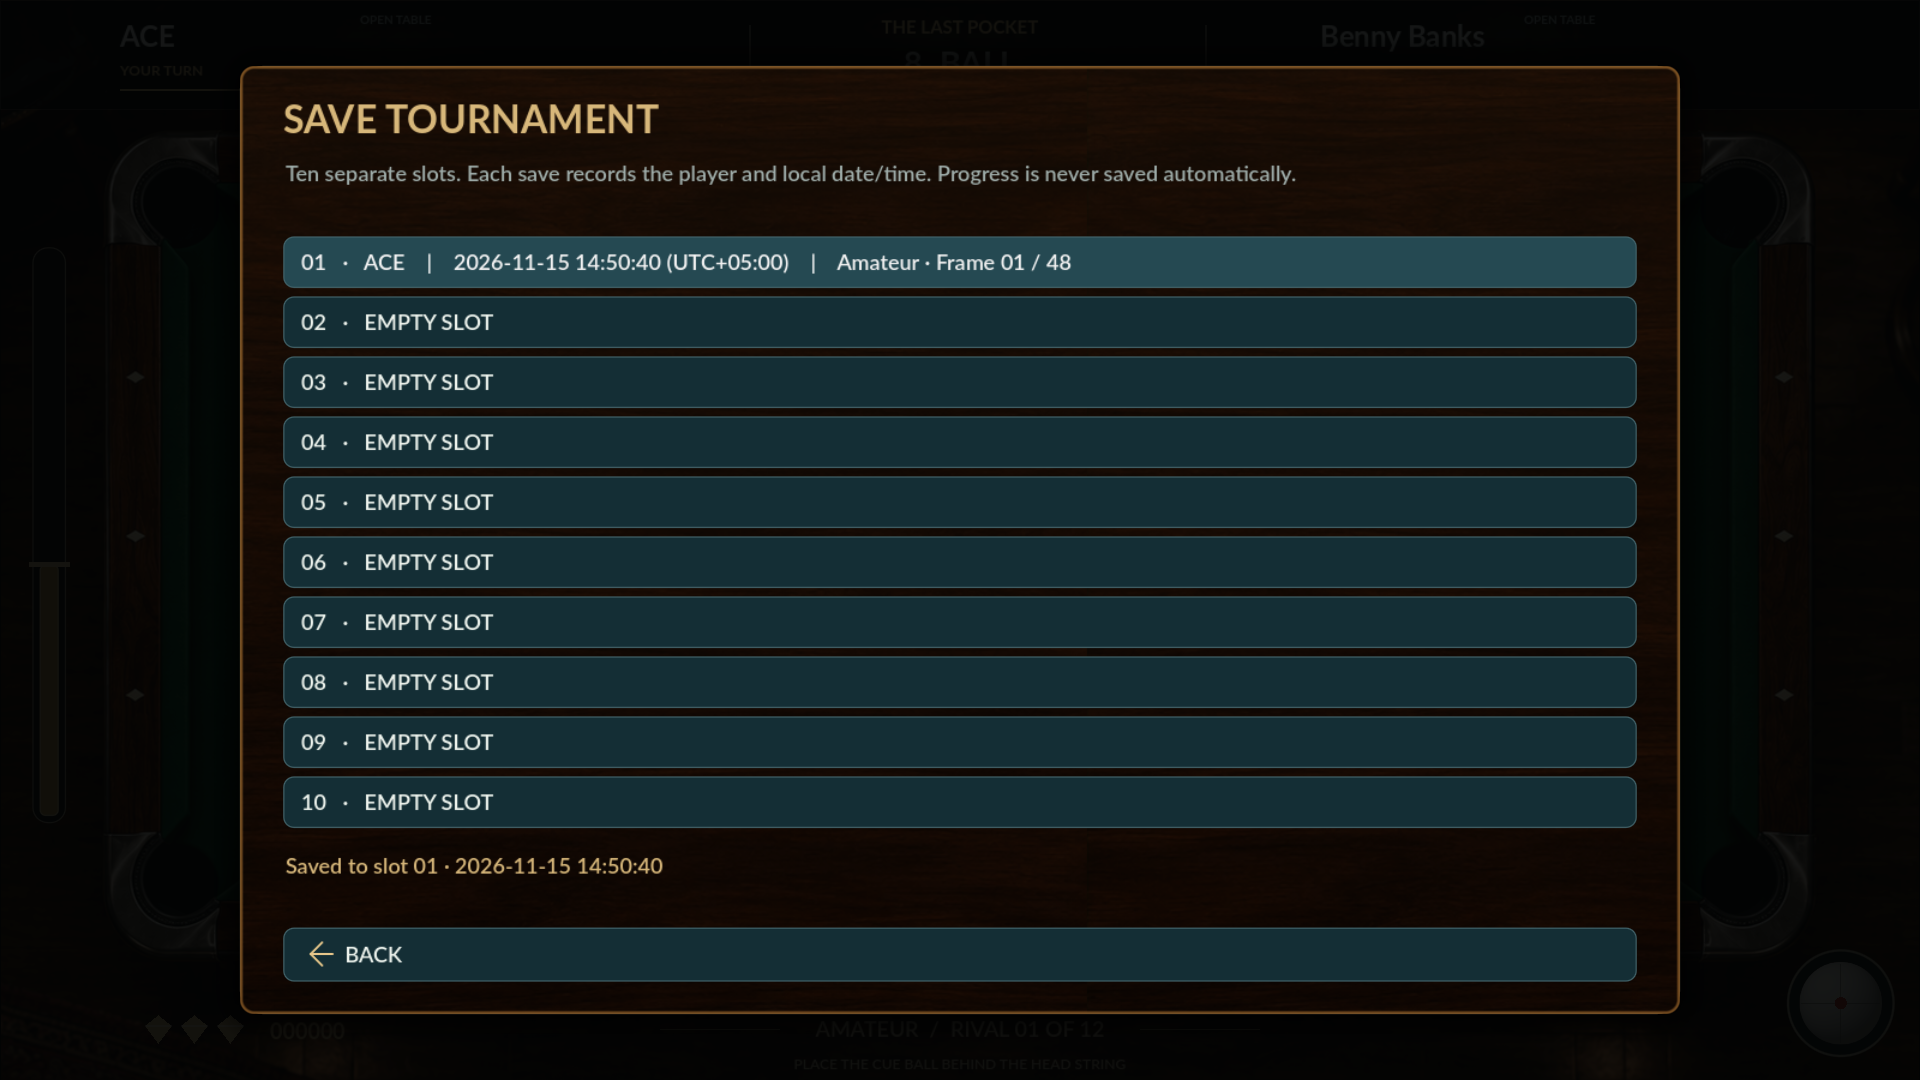 ACE
OPEN TABLE
YOUR TURN
THE LAST POCKET
8 BALL
Benny Banks
OPEN TABLE
SAVE TOURNAMENT
Ten separate slots. Each save records the player and local date/time. Progress is never saved automatically.
01 · ACE | 2026-11-15 14:50:40 (UTC+05:00) | Amateur · Frame 01 / 48
02 · EMPTY SLOT
03 · EMPTY SLOT
04 · EMPTY SLOT
05 · EMPTY SLOT
06 · EMPTY SLOT
07 · EMPTY SLOT
08 · EMPTY SLOT
09 · EMPTY SLOT
10 · EMPTY SLOT
Saved to slot 01 · 2026-11-15 14:50:40
BACK
000000
AMATEUR / RIVAL 01 OF 12
PLACE THE CUE BALL BEHIND THE HEAD STRING